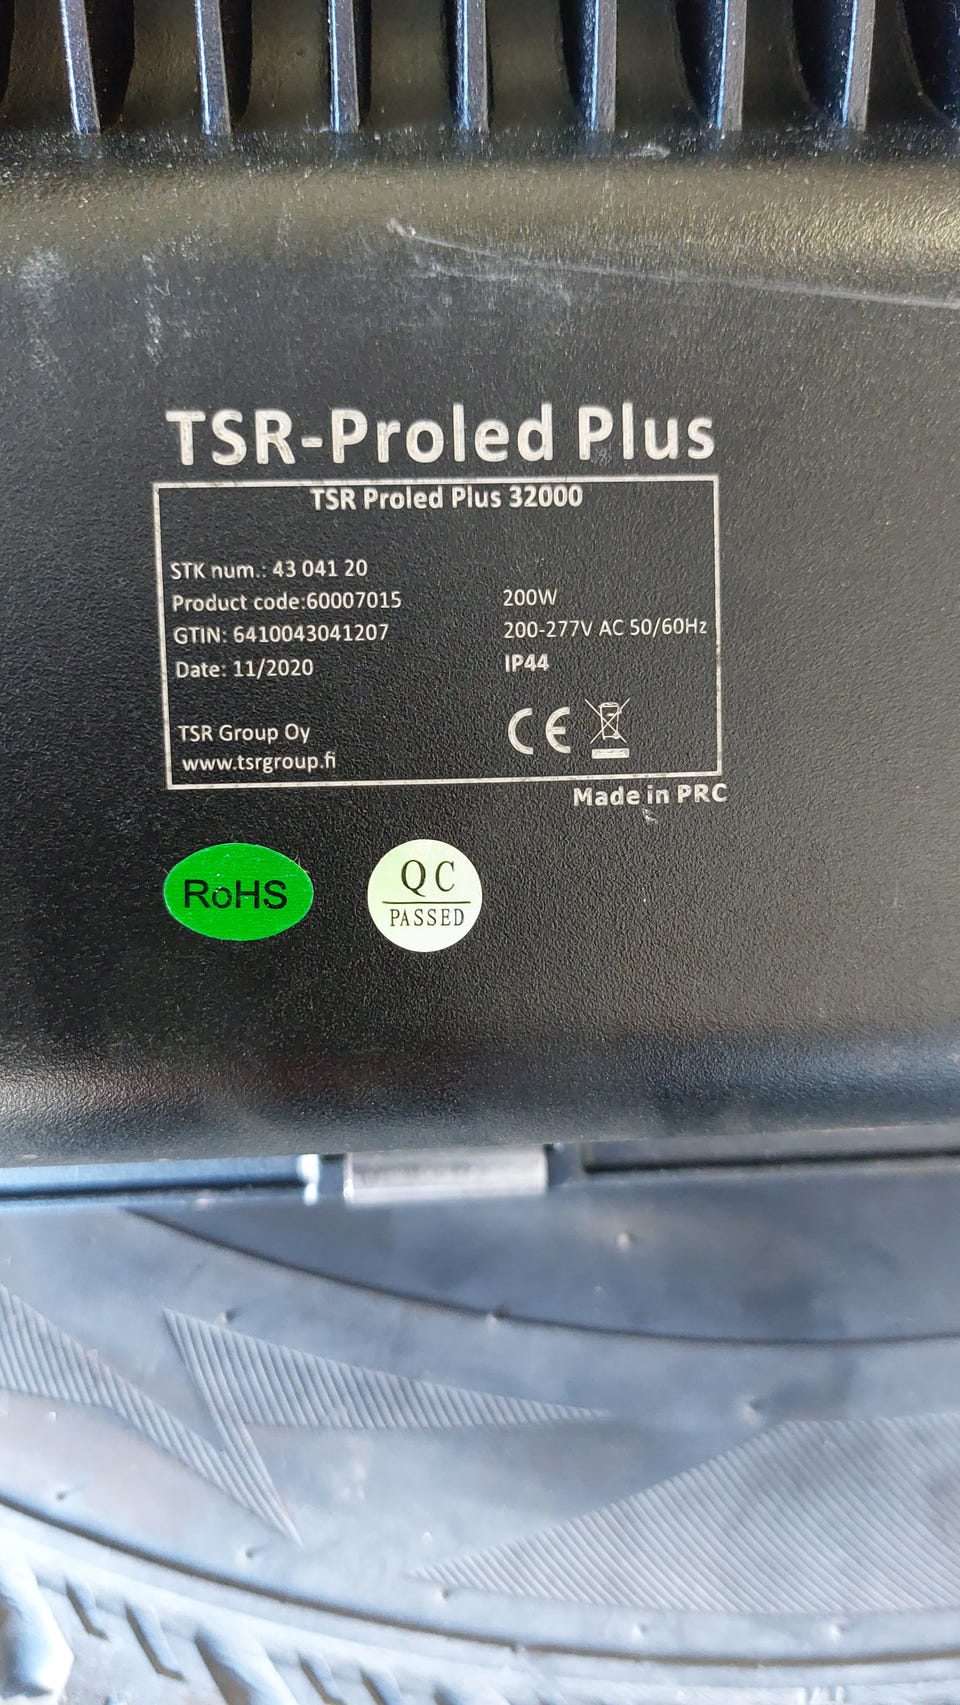 TSR-Proled Plus
TSR Proled Plus 32000
STK num.: 43 041 20
Product code:60007015
GTIN: 6410043041207
Date: 11/2020
200W
200-277V AC 50/60Hz
IP44
TSR Group Oy
www.tsrgroup.fi
CE
Made in PRC
RoHS
QC
PASSED